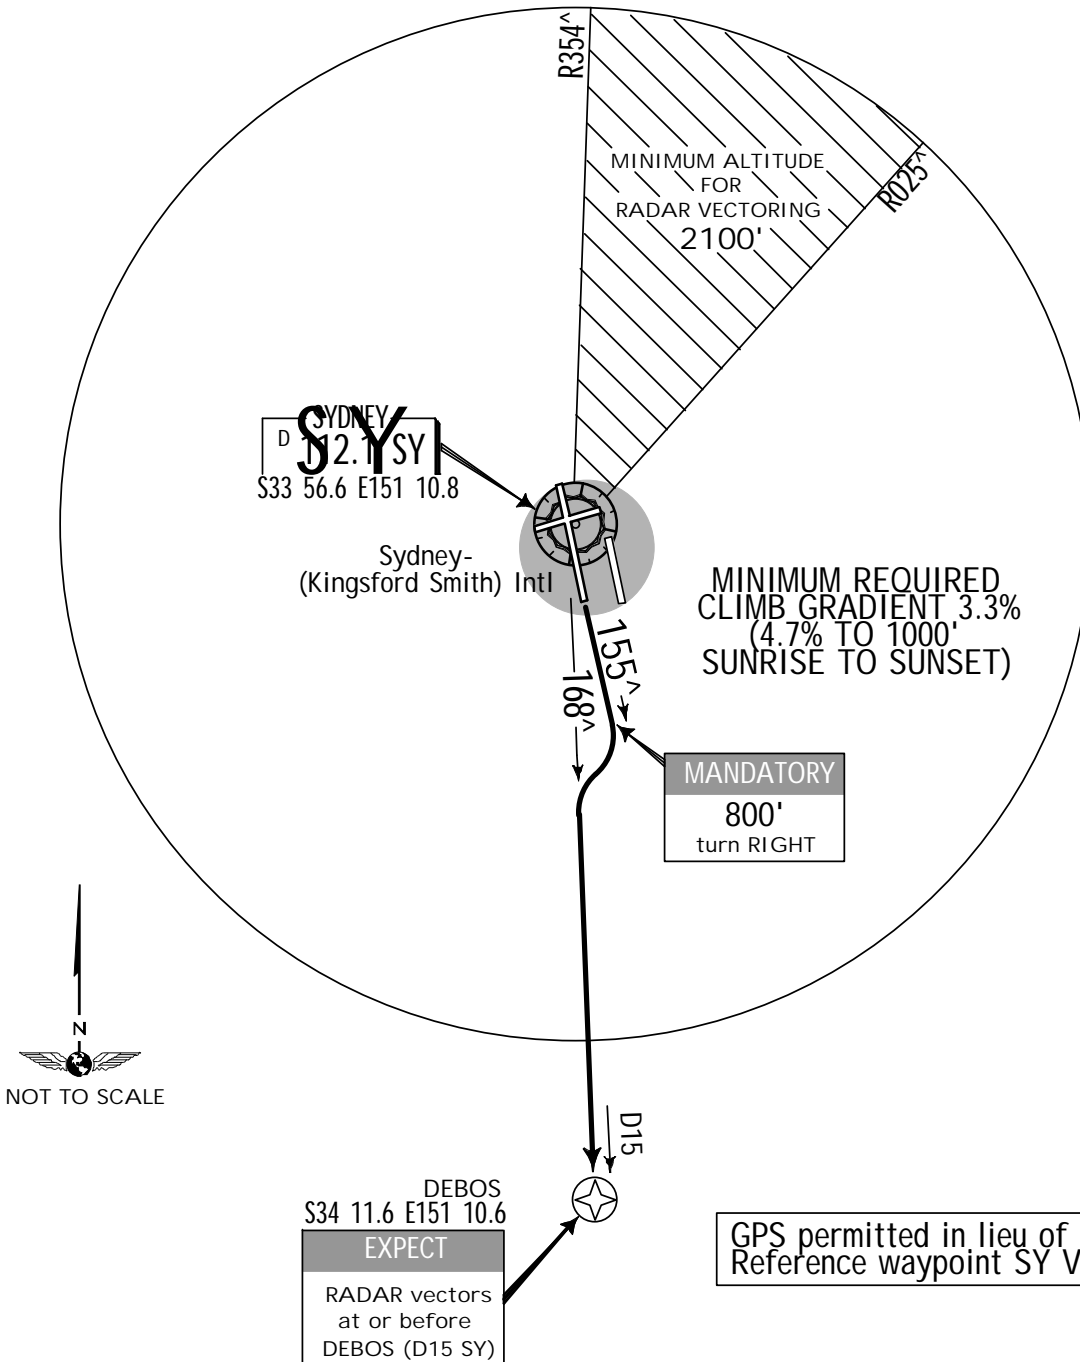 R354^
MINIMUM ALTITUDE
FOR
RADAR VECTORING
2100'
R025^
SYDNEY
D 112.1 SY
S Y
S33 56.6 E151 10.8
Sydney-
(Kingsford Smith) Intl
MINIMUM REQUIRED
CLIMB GRADIENT 3.3%
(4.7% TO 1000'
SUNRISE TO SUNSET)
155^
168^
MANDATORY
800'
turn RIGHT
N
NOT TO SCALE
D15
DEBOS
S34 11.6 E151 10.6
EXPECT
RADAR vectors
at or before
DEBOS (D15 SY)
GPS permitted in lieu of
Reference waypoint SY V